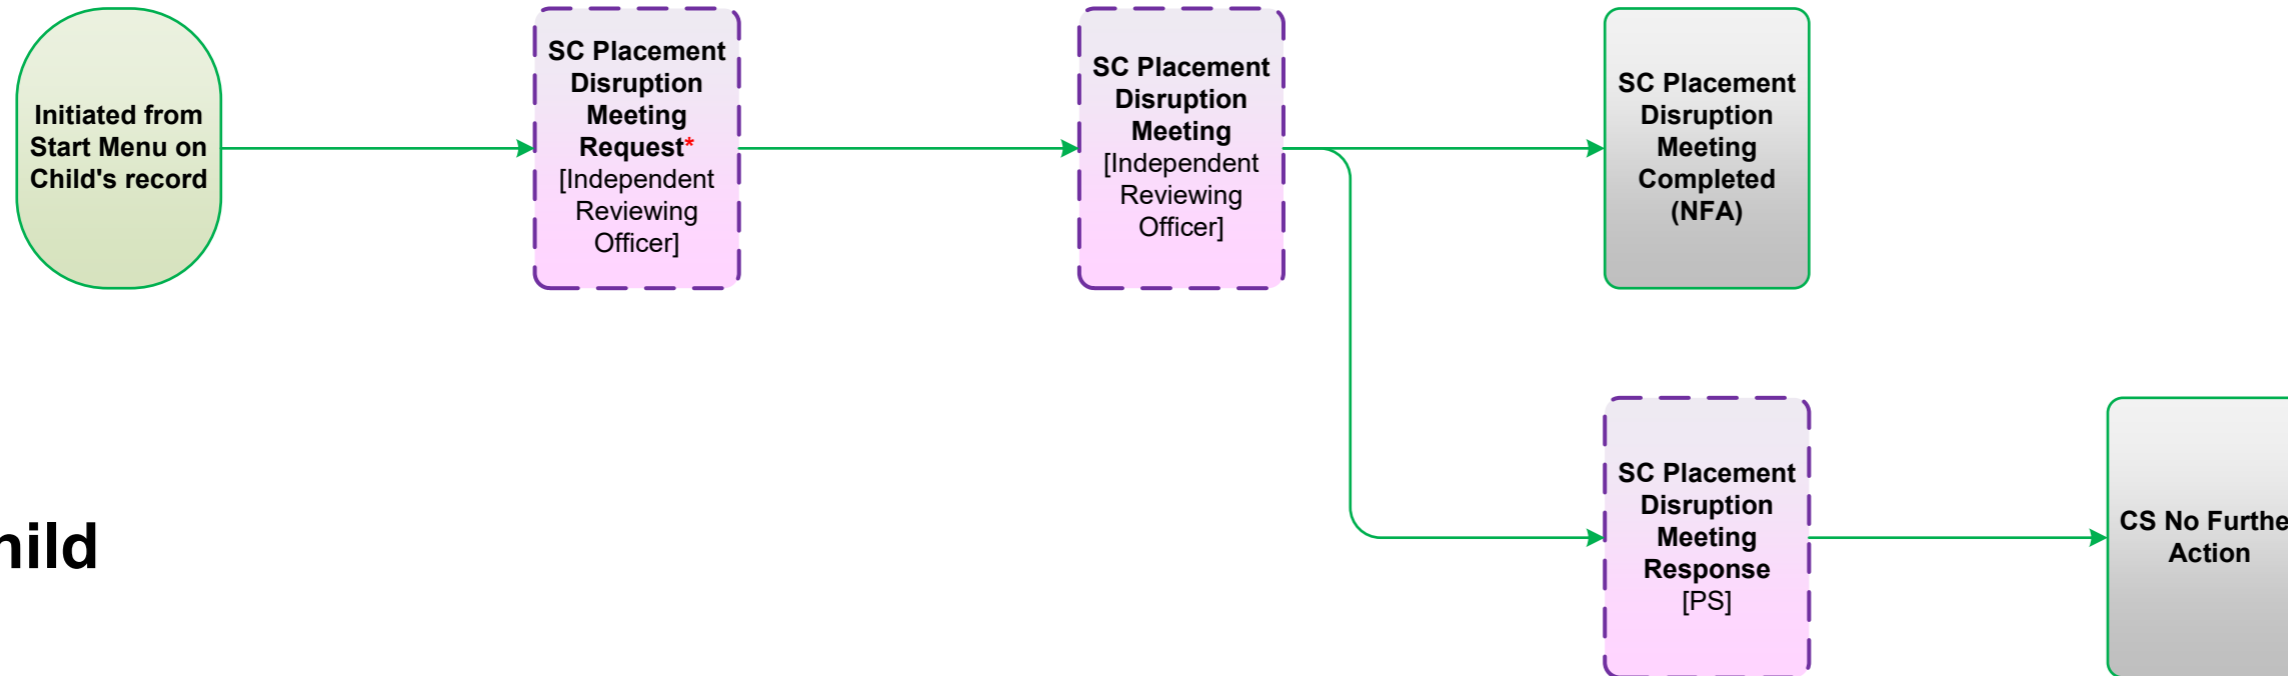 Initiated from
Start Menu on
Child's record
SC Placement
Disruption
Meeting
Request*
[Independent
Reviewing
Officer]
SC Placement
Disruption
Meeting
[Independent
Reviewing
Officer]
SC Placement
Disruption
Meeting
Completed
(NFA)
SC Placement
Disruption
Meeting
Response
[PS]
CS No Furthe
Action
hild